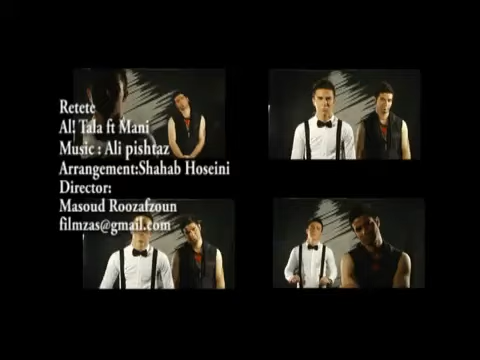 Retete
Al! Tala ft Mani
Music : Ali pishtaz
Arrangement:Shahab Hoseini
Director:
Masoud Roozafzoun
filmzas@gmail.com